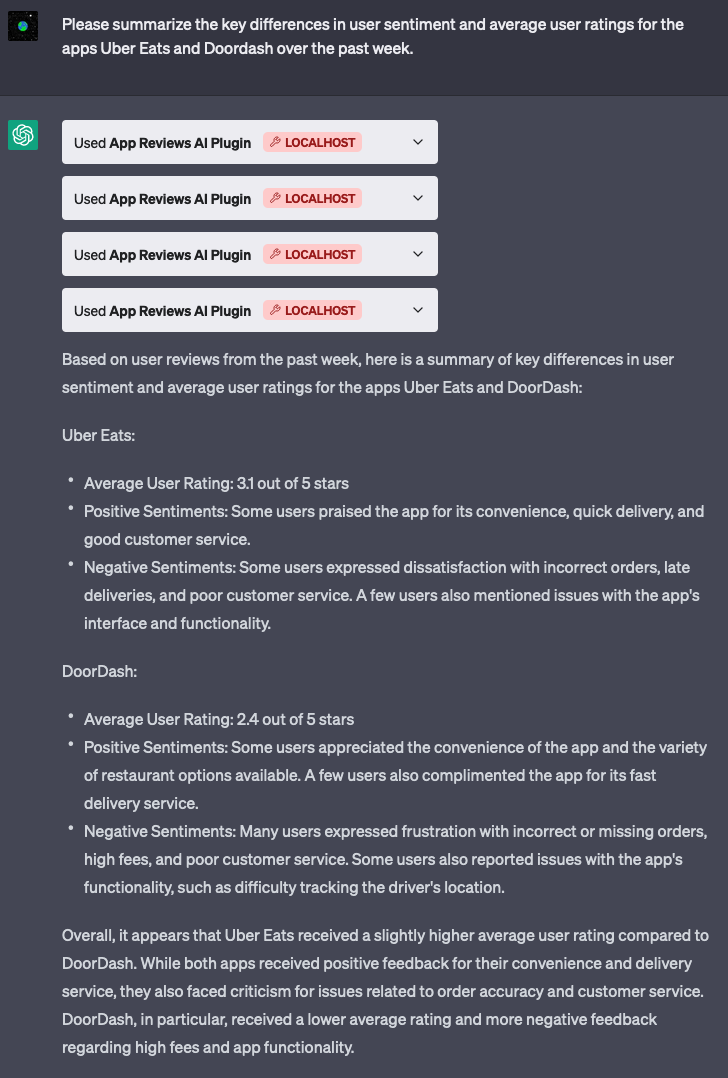 Please summarize the key differences in user sentiment and average user ratings for the
apps Uber Eats and Doordash over the past week.
Used App Reviews AI Plugin LOCALHOST
Used App Reviews AI Plugin LOCALHOST
Used App Reviews AI Plugin LOCALHOST
Used App Reviews AI Plugin LOCALHOST
Based on user reviews from the past week, here is a summary of key differences in user
sentiment and average user ratings for the apps Uber Eats and DoorDash:
Uber Eats:
• Average User Rating: 3.1 out of 5 stars
• Positive Sentiments: Some users praised the app for its convenience, quick delivery, and
good customer service.
• Negative Sentiments: Some users expressed dissatisfaction with incorrect orders, late
deliveries, and poor customer service. A few users also mentioned issues with the app's
interface and functionality.
DoorDash:
• Average User Rating: 2.4 out of 5 stars
• Positive Sentiments: Some users appreciated the convenience of the app and the variety
of restaurant options available. A few users also complimented the app for its fast
delivery service.
• Negative Sentiments: Many users expressed frustration with incorrect or missing orders,
high fees, and poor customer service. Some users also reported issues with the app's
functionality, such as difficulty tracking the driver's location.
Overall, it appears that Uber Eats received a slightly higher average user rating compared to
DoorDash. While both apps received positive feedback for their convenience and delivery
service, they also faced criticism for issues related to order accuracy and customer service.
DoorDash, in particular, received a lower average rating and more negative feedback
regarding high fees and app functionality.